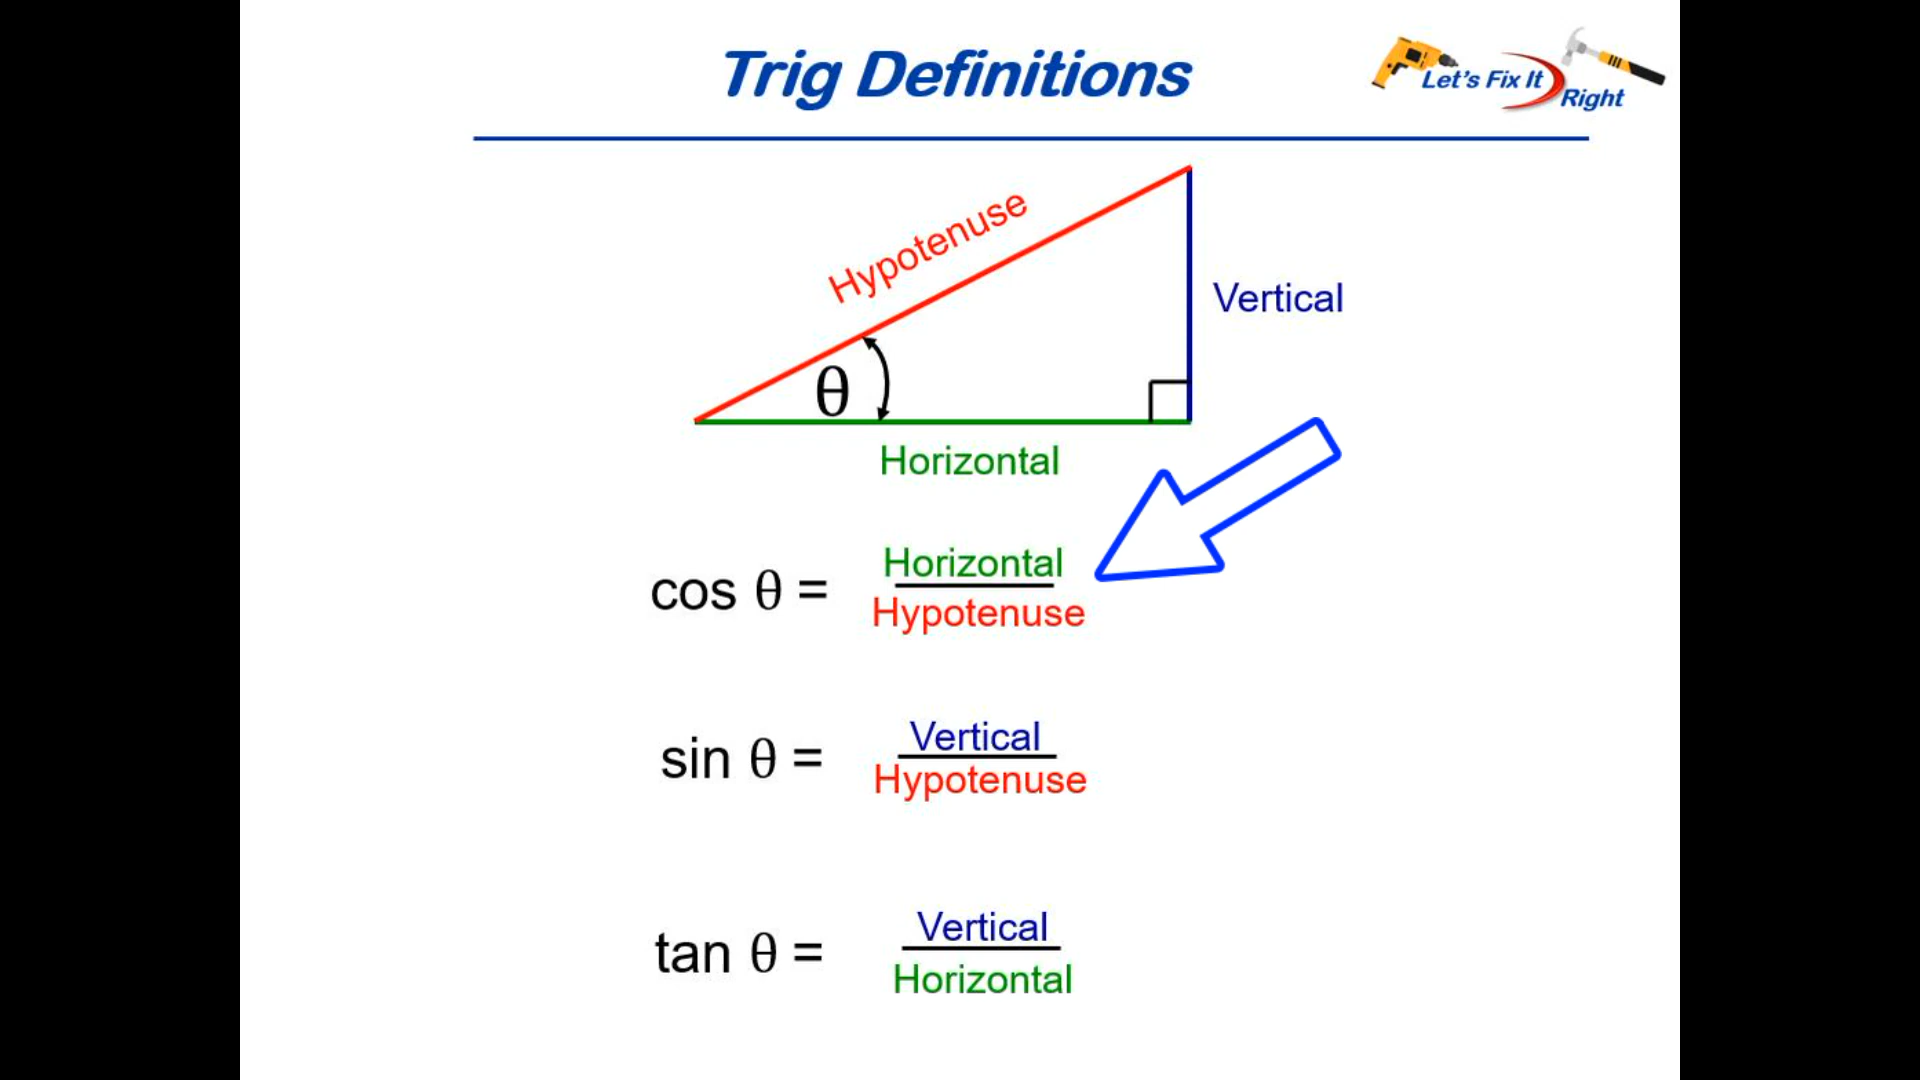 Trig Definitions
Let's Fix It
Right
Hypotenuse
Vertical
θ
Horizontal
cos θ = Horizontal
Hypotenuse
sin θ = Vertical
Hypotenuse
tan θ = Vertical
Horizontal